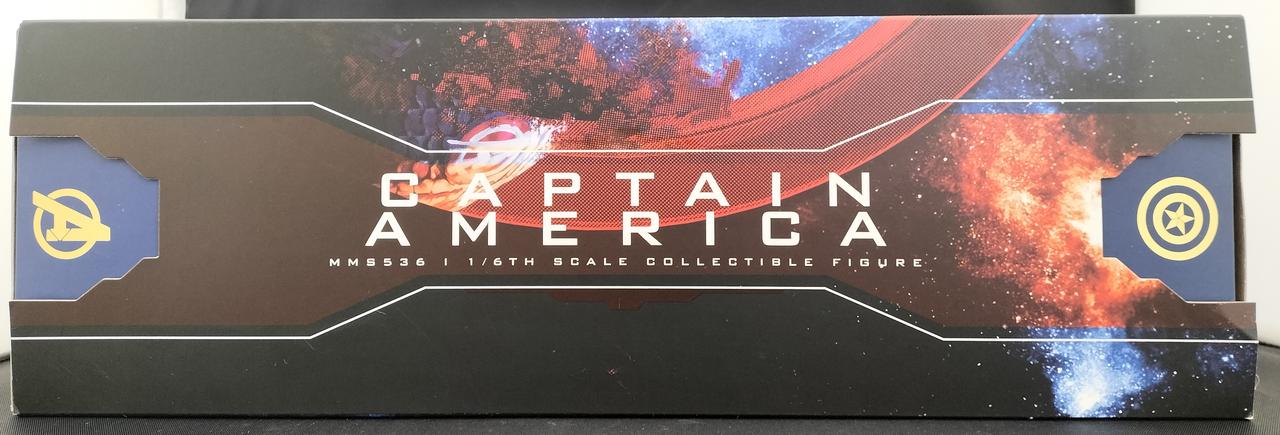 CAPTAIN
AMERICA
MMS536 | 1/6TH SCALE COLLECTIBLE FIGURE